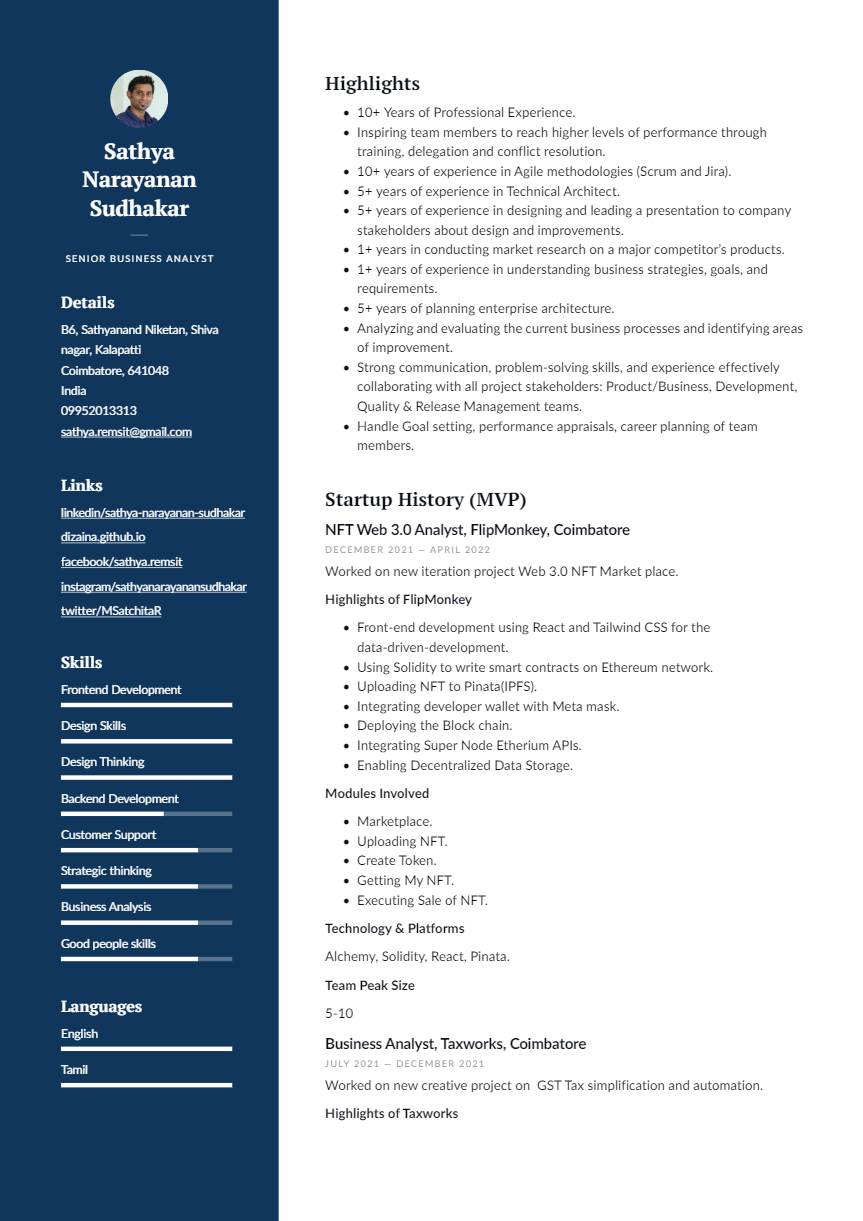 Sathya
Narayanan
Sudhakar
SENIOR BUSINESS ANALYST
Details
B6, Sathyanand Niketan, Shiva
nagar, Kalapatti
Coimbatore, 641048
India
09952013313
sathya.remsit@gmail.com
Links
linkedin/sathya-narayanan-sudhakar
dizaina.github.io
facebook/sathya.remsit
instagram/sathyanarayanansudhakar
twitter/MSatchitaR
Skills
Frontend Development
Design Skills
Design Thinking
Backend Development
Customer Support
Strategic thinking
Business Analysis
Good people skills
Languages
English
Tamil
Highlights
• 10+ Years of Professional Experience.
• Inspiring team members to reach higher levels of performance through
training, delegation and conflict resolution.
• 10+ years of experience in Agile methodologies (Scrum and Jira).
• 5+ years of experience in Technical Architect.
• 5+ years of experience in designing and leading a presentation to company
stakeholders about design and improvements.
• 1+ years in conducting market research on a major competitor's products.
• 1+ years of experience in understanding business strategies, goals, and
requirements.
• 5+ years of planning enterprise architecture.
• Analyzing and evaluating the current business processes and identifying areas
of improvement.
• Strong communication, problem-solving skills, and experience effectively
collaborating with all project stakeholders: Product/Business, Development,
Quality & Release Management teams.
• Handle Goal setting, performance appraisals, career planning of team
members.
Startup History (MVP)
NFT Web 3.0 Analyst, FlipMonkey, Coimbatore
DECEMBER 2021 — APRIL 2022
Worked on new iteration project Web 3.0 NFT Market place.
Highlights of FlipMonkey
• Front-end development using React and Tailwind CSS for the
data-driven-development.
• Using Solidity to write smart contracts on Ethereum network.
• Uploading NFT to Pinata(IPFS).
• Integrating developer wallet with Meta mask.
• Deploying the Block chain.
• Integrating Super Node Etherium APIs.
• Enabling Decentralized Data Storage.
Modules Involved
• Marketplace.
• Uploading NFT.
• Create Token.
• Getting My NFT.
• Executing Sale of NFT.
Technology & Platforms
Alchemy, Solidity, React, Pinata.
Team Peak Size
5-10
Business Analyst, Taxworks, Coimbatore
JULY 2021 — DECEMBER 2021
Worked on new creative project on  GST Tax simplification and automation.
Highlights of Taxworks